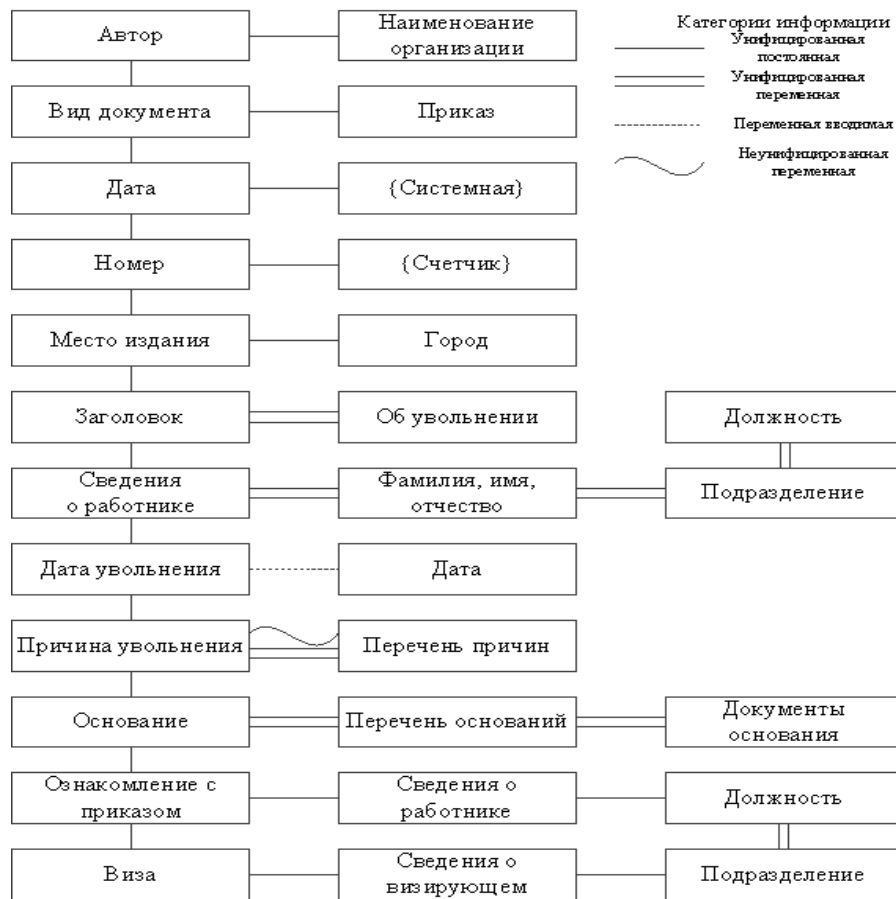 Автор
Наименование
организации
Категории информации
Унифицированная
постоянная
Унифицированная
переменная
Переменная вводимая
Неунифицированная
переменная
Вид документа
Приказ
Дата
{Системная}
Номер
{Счетчик}
Место издания
Город
Заголовок
Об увольнении
Должность
Сведения
о работнике
Фамилия, имя,
отчество
Подразделение
Дата увольнения
Дата
Причина увольнения
Перечень причин
Основание
Перечень оснований
Документы
основания
Ознакомление с
приказом
Сведения о
работнике
Должность
Виза
Сведения о
визирующем
Подразделение